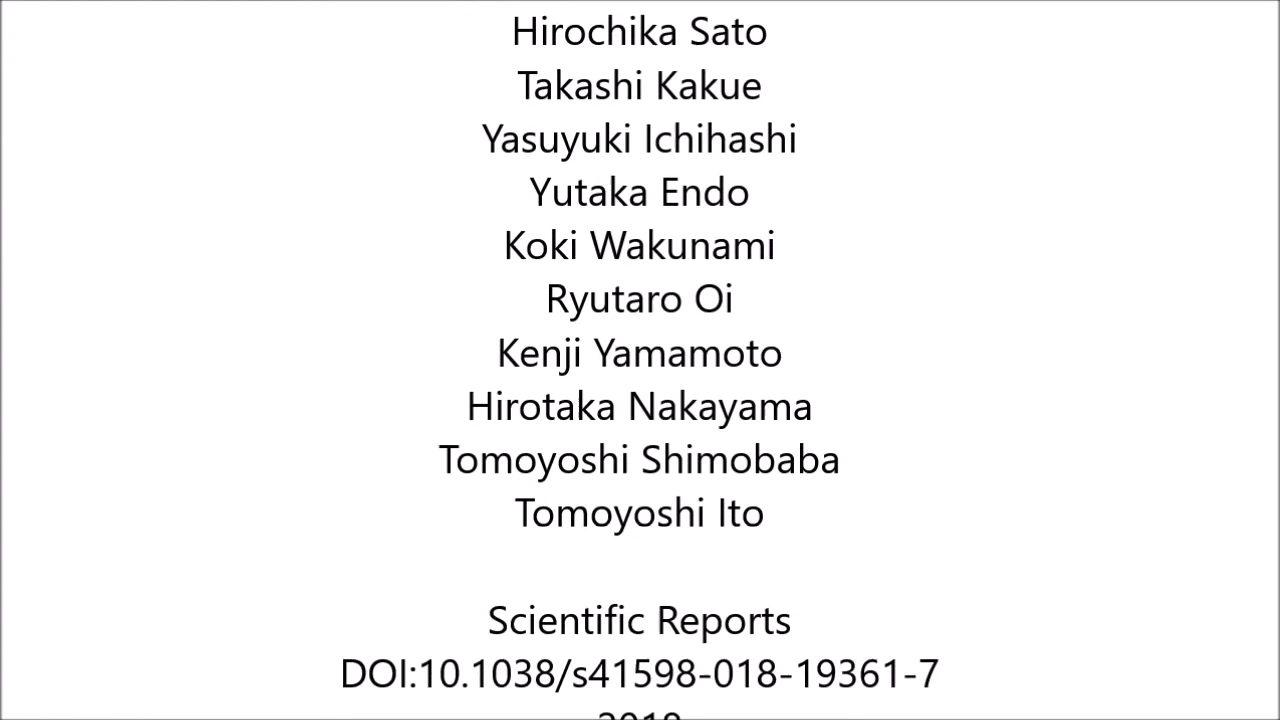 Hirochika Sato
Takashi Kakue
Yasuyuki Ichihashi
Yutaka Endo
Koki Wakunami
Ryutaro Oi
Kenji Yamamoto
Hirotaka Nakayama
Tomoyoshi Shimobaba
Tomoyoshi Ito
Scientific Reports
DOI:10.1038/s41598-018-19361-7
2018